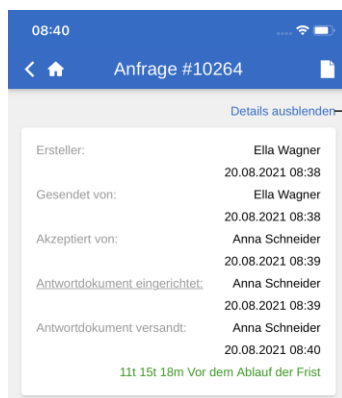 08:40
Anfrage #10264
Details ausblenden
Ersteller: Ella Wagner
20.08.2021 08:38
Gesendet von: Ella Wagner
20.08.2021 08:38
Akzeptiert von: Anna Schneider
20.08.2021 08:39
Antwortdokument eingerichtet: Anna Schneider
20.08.2021 08:39
Antwortdokument versandt: Anna Schneider
20.08.2021 08:40
11t 15t 18m Vor dem Ablauf der Frist